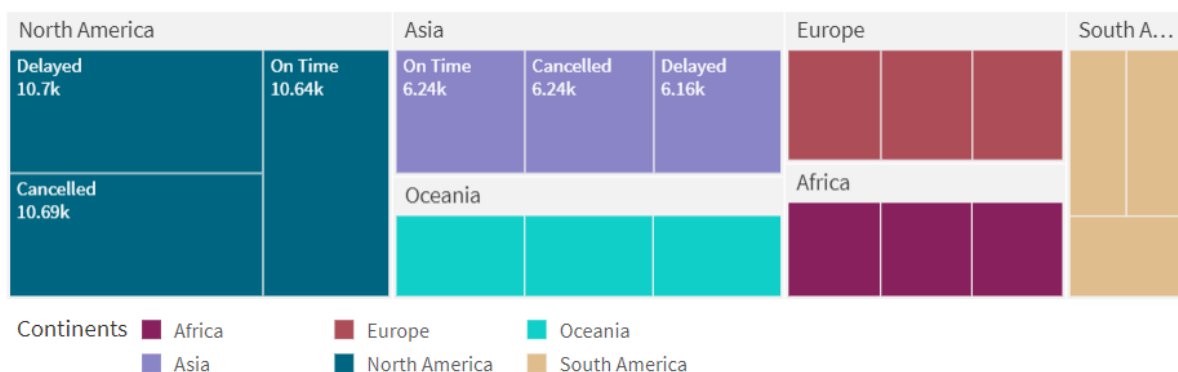 North America
Delayed
10.7k
On Time
10.64k
Cancelled
10.69k
Asia
On Time
6.24k
Cancelled
6.24k
Delayed
6.16k
Oceania
Europe
Africa
South A...
Continents
Africa
Europe
Oceania
Asia
North America
South America